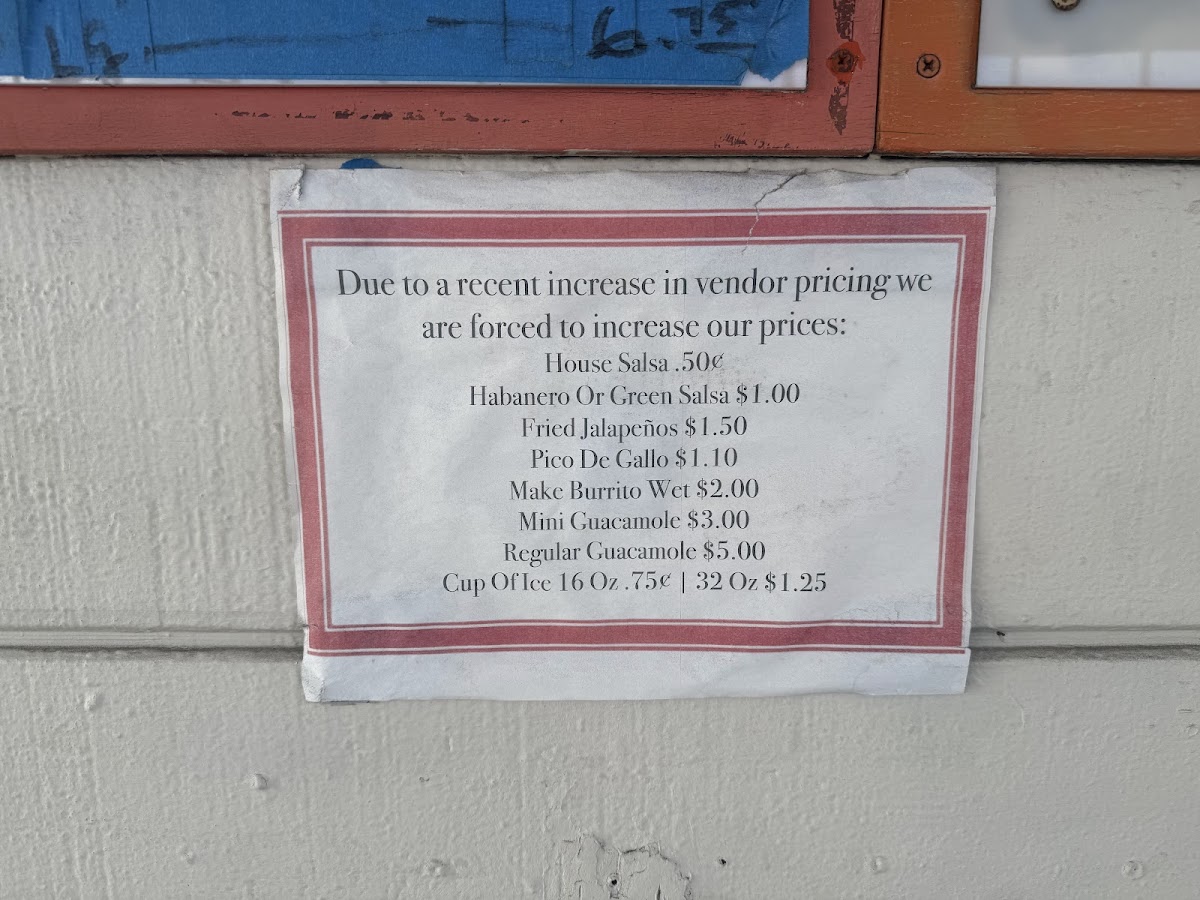 6.75
Due to a recent increase in vendor pricing we
are forced to increase our prices:
House Salsa .50¢
Habanero Or Green Salsa $1.00
Fried Jalapeños $1.50
Pico De Gallo $1.10
Make Burrito Wet $2.00
Mini Guacamole $3.00
Regular Guacamole $5.00
Cup Of Ice 16 Oz .75¢ | 32 Oz $1.25